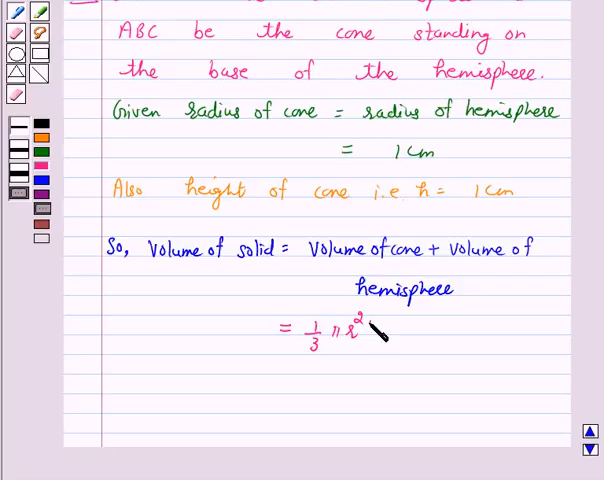 ABC be the cone standing on
the base of the hemisphere.
Given radius of cone = radius of hemisphere
= 1 cm
Also height of cone i.e h = 1 cm
So, Volume of solid = Volume of cone + Volume of
hemisphere
= 1/3 π r²